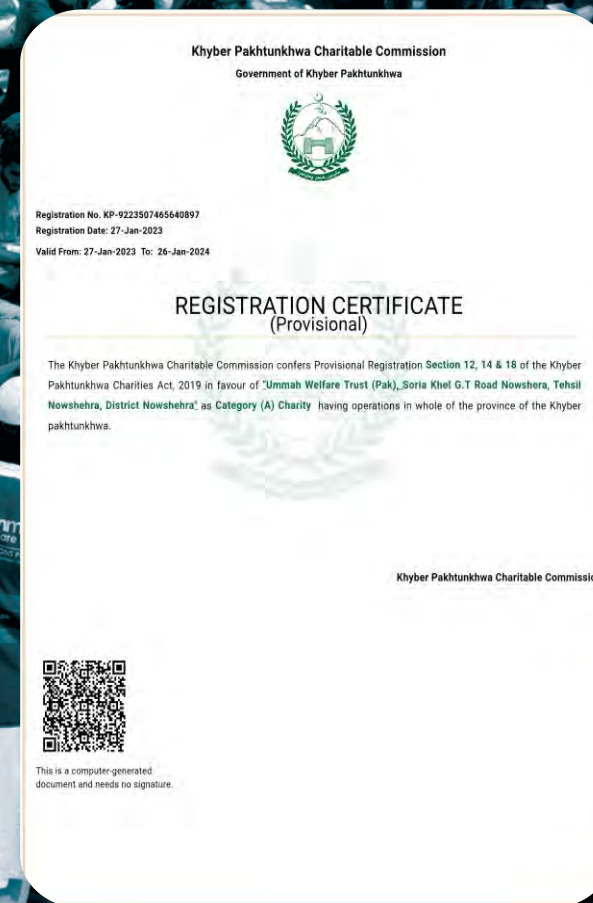 Khyber Pakhtunkhwa Charitable Commission
Government of Khyber Pakhtunkhwa
Registration No. KP-9223507465640897
Registration Date: 27-Jan-2023
Valid From: 27-Jan-2023 To: 26-Jan-2024
REGISTRATION CERTIFICATE
(Provisional)
The Khyber Pakhtunkhwa Charitable Commission confers Provisional Registration Section 12, 14 & 18 of the Khyber
Pakhtunkhwa Charities Act, 2019 in favour of "Ummah Welfare Trust (Pak), Soria Khel G.T Road Nowshera, Tehsil
Nowshehra, District Nowshehra" as Category (A) Charity having operations in whole of the province of the Khyber
pakhtunkhwa.
Khyber Pakhtunkhwa Charitable Commissio
This is a computer-generated
document and needs no signature.